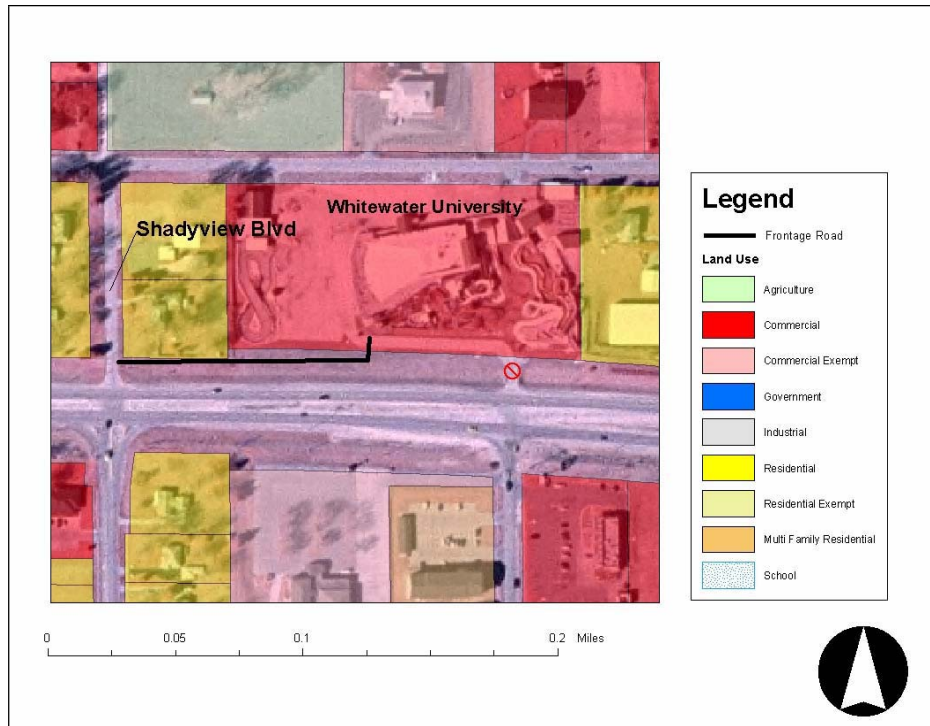 Whitewater University
Shadyview Blvd
Legend
Frontage Road
Land Use
Agriculture
Commercial
Commercial Exempt
Government
Industrial
Residential
Residential Exempt
Multi Family Residential
School
0 0.05 0.1 0.2 Miles